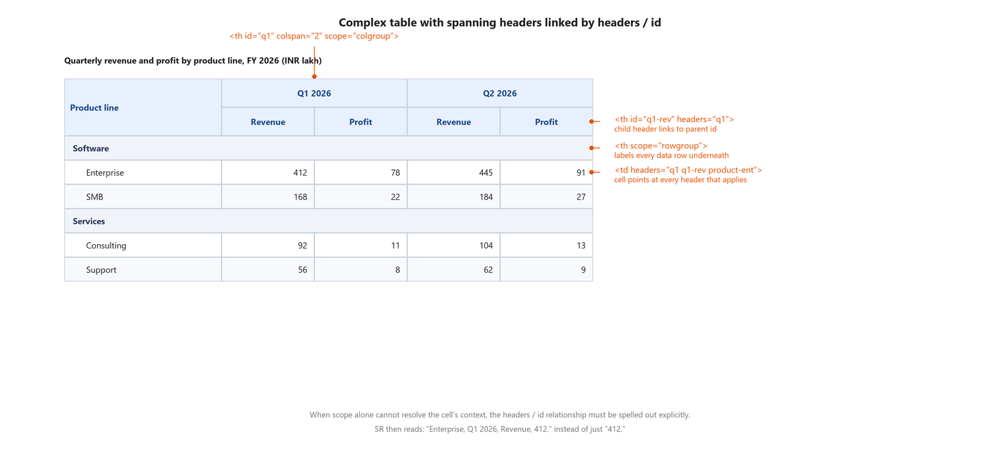 Complex table with spanning headers linked by headers / id
<th id="q1" colspan="2" scope="colgroup">
Quarterly revenue and profit by product line, FY 2026 (INR lakh)
Product line
Q1 2026
Q2 2026
Revenue
Profit
Revenue
Profit
<th id="q1-rev" headers="q1">
child header links to parent id
Software
<th scope="rowgroup">
labels every data row underneath
Enterprise
412
78
445
91
<td headers="q1 q1-rev product-ent">
cell points at every header that applies
SMB
168
22
184
27
Services
Consulting
92
11
104
13
Support
56
8
62
9
When scope alone cannot resolve the cell's context, the headers / id relationship must be spelled out explicitly.
SR then reads: "Enterprise, Q1 2026, Revenue, 412." instead of just "412."